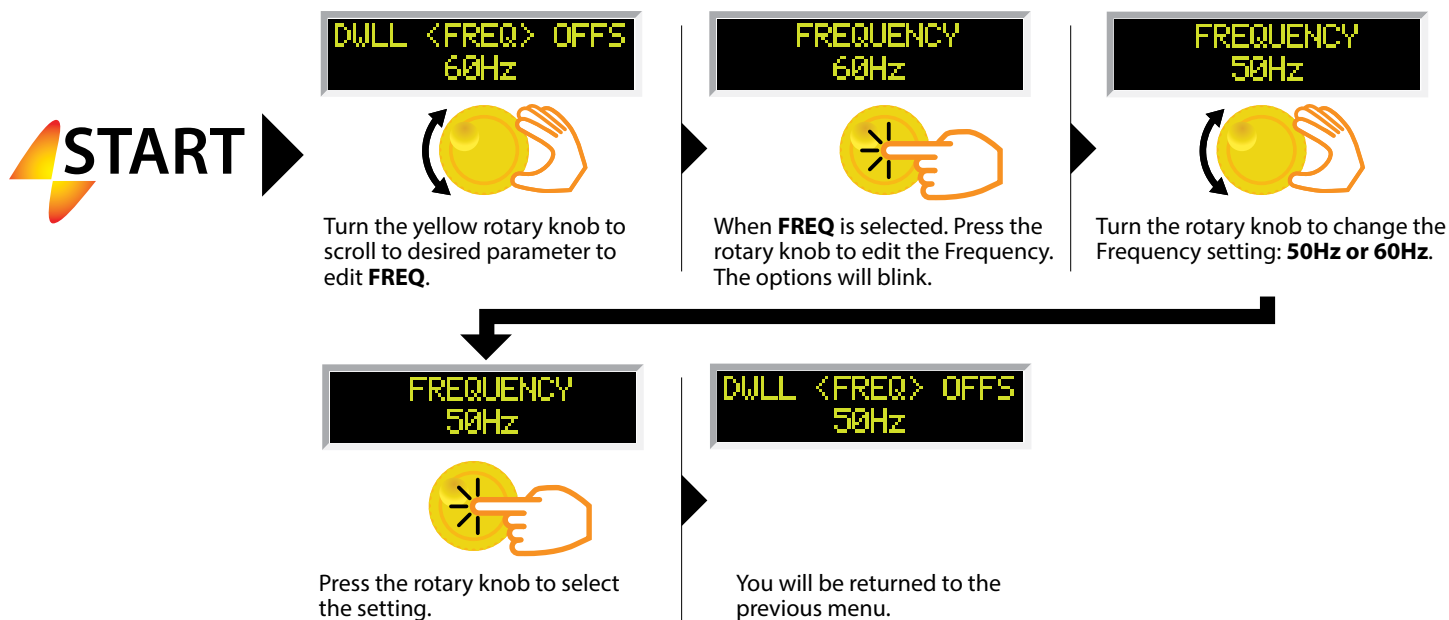 START
DWLL <FREQ> OFFS
60Hz
Turn the yellow rotary knob to
scroll to desired parameter to
edit FREQ.
FREQUENCY
60Hz
When FREQ is selected. Press the
rotary knob to edit the Frequency.
The options will blink.
FREQUENCY
50Hz
Turn the rotary knob to change the
Frequency setting: 50Hz or 60Hz.
FREQUENCY
50Hz
Press the rotary knob to select
the setting.
DWLL <FREQ> OFFS
50Hz
You will be returned to the
previous menu.